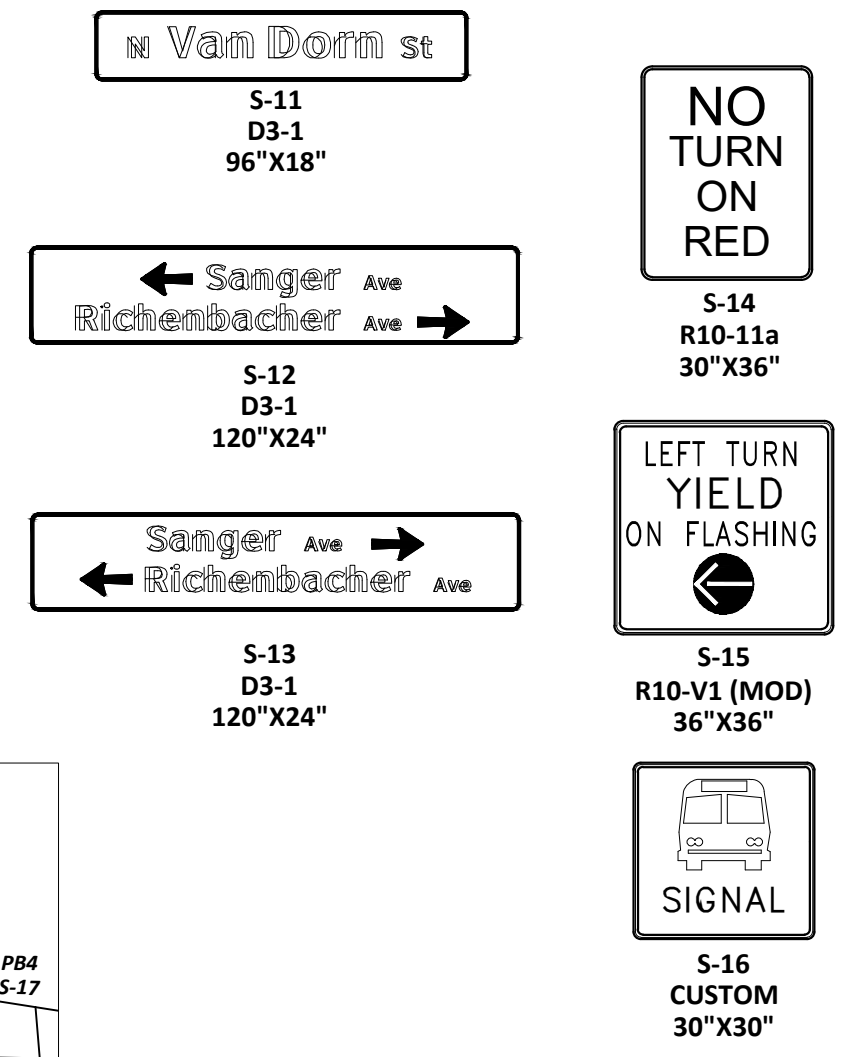 N Van Dorn St
S-11
D3-1
96"X18"
Sanger Ave
Richenbacher Ave
S-12
D3-1
120"X24"
Sanger Ave
Richenbacher Ave
S-13
D3-1
120"X24"
NO
TURN
ON
RED
S-14
R10-11a
30"X36"
LEFT TURN
YIELD
ON FLASHING
S-15
R10-V1 (MOD)
36"X36"
SIGNAL
S-16
CUSTOM
30"X30"
PB4
S-17